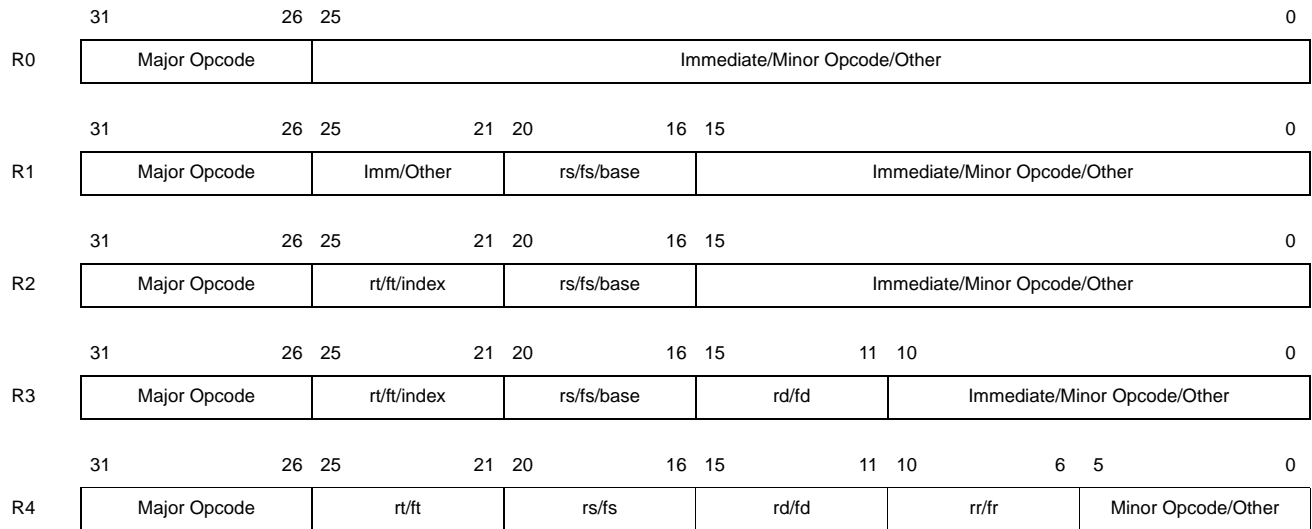 31 26 25 0
R0 Major Opcode Immediate/Minor Opcode/Other
31 26 25 21 20 16 15 0
R1 Major Opcode Imm/Other rs/fs/base Immediate/Minor Opcode/Other
31 26 25 21 20 16 15 0
R2 Major Opcode rt/ft/index rs/fs/base Immediate/Minor Opcode/Other
31 26 25 21 20 16 15 11 10 0
R3 Major Opcode rt/ft/index rs/fs/base rd/fd Immediate/Minor Opcode/Other
31 26 25 21 20 16 15 11 10 6 5 0
R4 Major Opcode rt/ft rs/fs rd/fd rr/fr Minor Opcode/Other